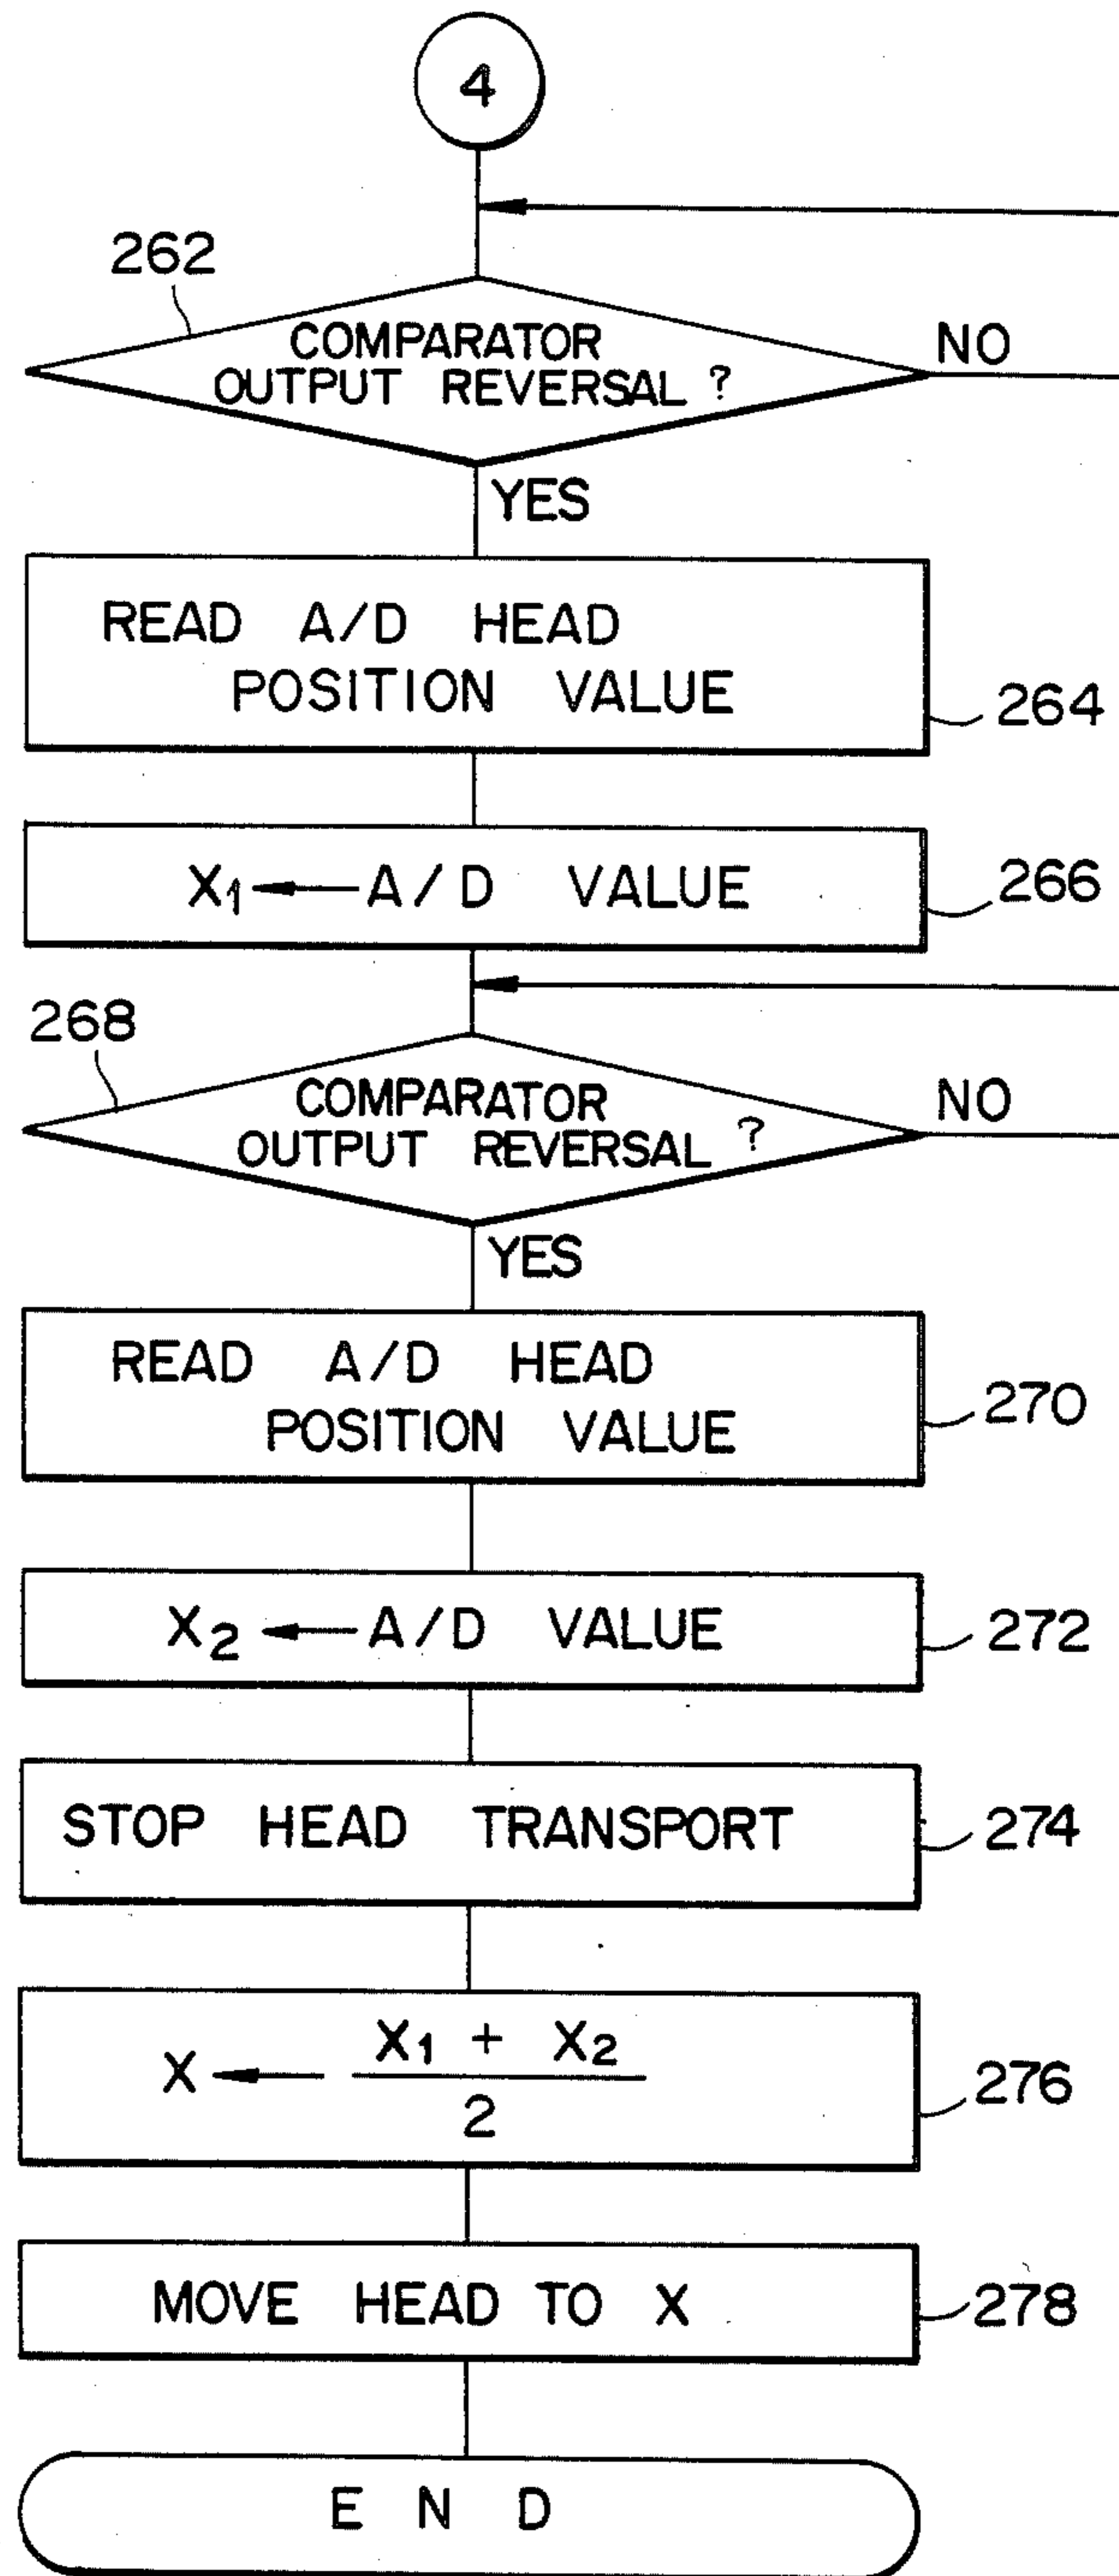 4
262
COMPARATOR
OUTPUT REVERSAL ?
NO
YES
READ A/D HEAD
POSITION VALUE
264
X₁ ← A/D VALUE
266
268
COMPARATOR
OUTPUT REVERSAL ?
NO
YES
READ A/D HEAD
POSITION VALUE
270
X₂ ← A/D VALUE
272
STOP HEAD TRANSPORT
274
X ← X₁ + X₂
2
276
MOVE HEAD TO X
278
E N D